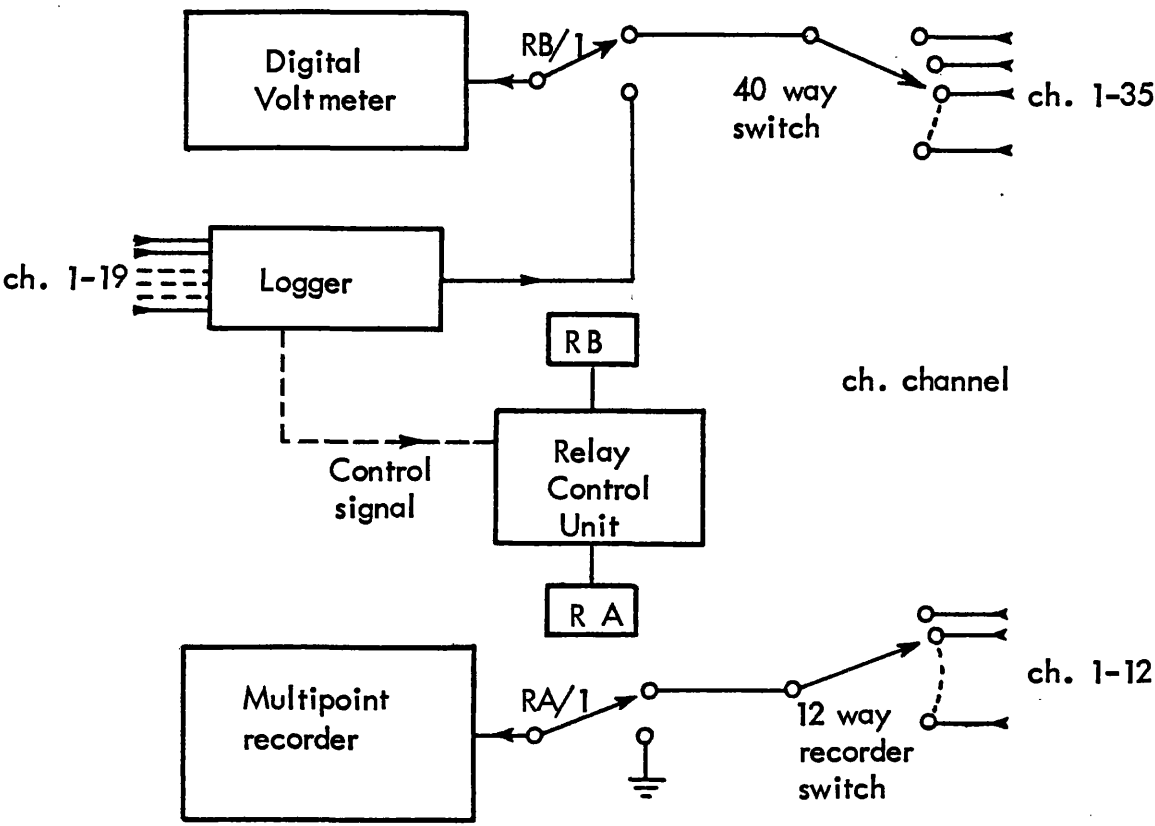 Digital
Voltmeter
RB/1
40 way
switch
ch. 1-35
ch. 1-19
Logger
RB
ch. channel
Control
signal
Relay
Control
Unit
R A
Multipoint
recorder
RA/1
12 way
recorder
switch
ch. 1-12